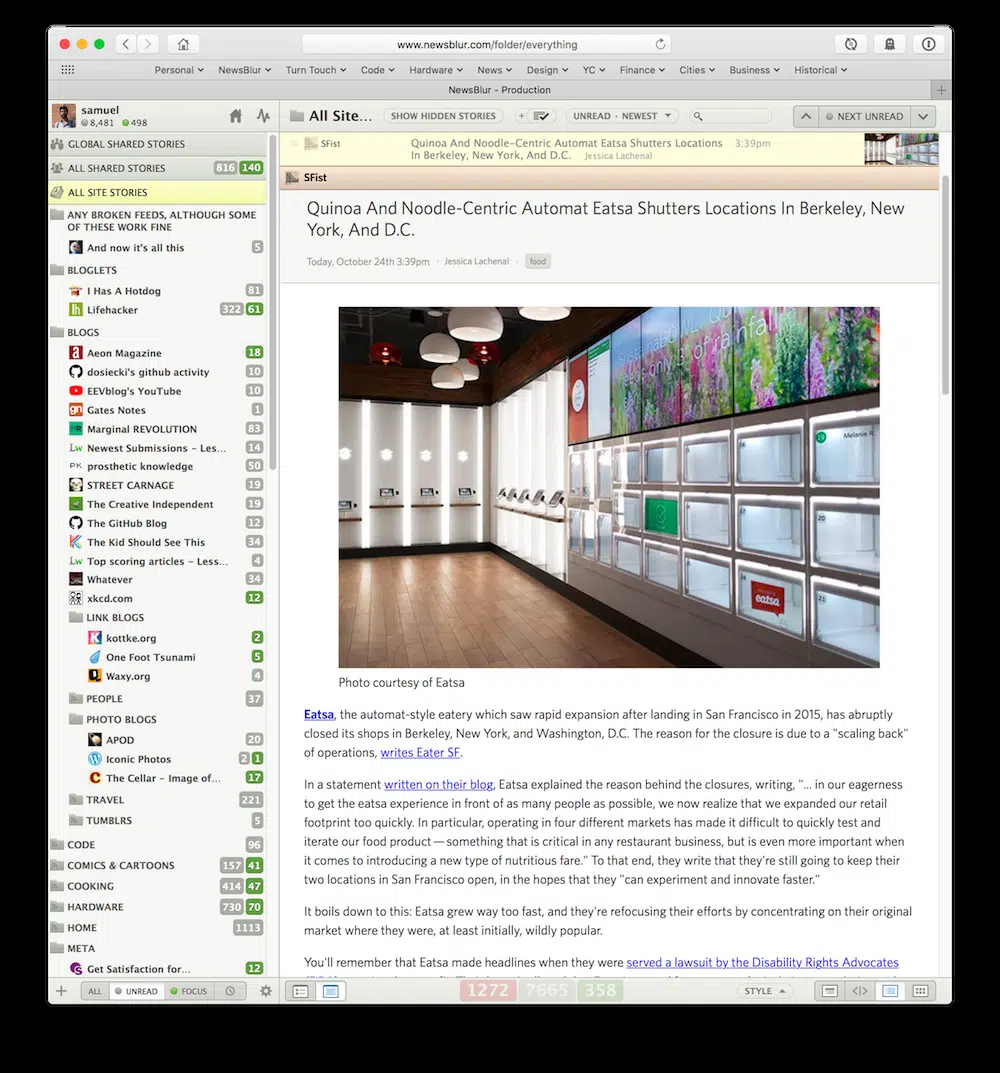 www.newsblur.com/folder/everything
Personal NewsBlur Turn Touch Code Hardware News Design YC Finance Cities Business Historical
NewsBlur - Production
samuel
8,481 498
All Site... SHOW HIDDEN STORIES UNREAD · NEWEST NEXT UNREAD
GLOBAL SHARED STORIES
ALL SHARED STORIES 816 140
ALL SITE STORIES
ANY BROKEN FEEDS, ALTHOUGH SOME
OF THESE WORK FINE
And now it's all this 5
BLOGLETS
I Has A Hotdog 81
Lifehacker 322 61
BLOGS
Aeon Magazine 18
dosiecki's github activity 10
EEVblog's YouTube 10
Gates Notes 1
Marginal REVOLUTION 83
Newest Submissions – Les... 14
prosthetic knowledge 50
STREET CARNAGE 19
The Creative Independent 19
The GitHub Blog 12
The Kid Should See This 34
Top scoring articles – Less... 4
Whatever 34
xkcd.com 12
LINK BLOGS
kottke.org 2
One Foot Tsunami 5
Waxy.org 4
PEOPLE 37
PHOTO BLOGS
APOD 20
Iconic Photos 2 1
The Cellar – Image of... 17
TRAVEL 221
TUMBLRS 5
CODE 96
COMICS & CARTOONS 157 41
COOKING 414 47
HARDWARE 730 70
HOME 1113
META
Get Satisfaction for... 12
ALL UNREAD FOCUS
SFist
Quinoa And Noodle-Centric Automat Eatsa Shutters Locations 3:39pm
In Berkeley, New York, And D.C. Jessica Lachenal
SFist
Quinoa And Noodle-Centric Automat Eatsa Shutters Locations In Berkeley, New
York, And D.C.
Today, October 24th 3:39pm · Jessica Lachenal · food
only 3% of rainfall
19 Melanie R.
20
eatsa
21
Photo courtesy of Eatsa
Eatsa, the automat-style eatery which saw rapid expansion after landing in San Francisco in 2015, has abruptly
closed its shops in Berkeley, New York, and Washington, D.C. The reason for the closure is due to a "scaling back"
of operations, writes Eater SF.
In a statement written on their blog, Eatsa explained the reason behind the closures, writing, "... in our eagerness
to get the eatsa experience in front of as many people as possible, we now realize that we expanded our retail
footprint too quickly. In particular, operating in four different markets has made it difficult to quickly test and
iterate our food product — something that is critical in any restaurant business, but is even more important when
it comes to introducing a new type of nutritious fare." To that end, they write that they're still going to keep their
two locations in San Francisco open, in the hopes that they "can experiment and innovate faster."
It boils down to this: Eatsa grew way too fast, and they're refocusing their efforts by concentrating on their original
market where they were, at least initially, wildly popular.
You'll remember that Eatsa made headlines when they were served a lawsuit by the Disability Rights Advocates
1272 7665 358
STYLE